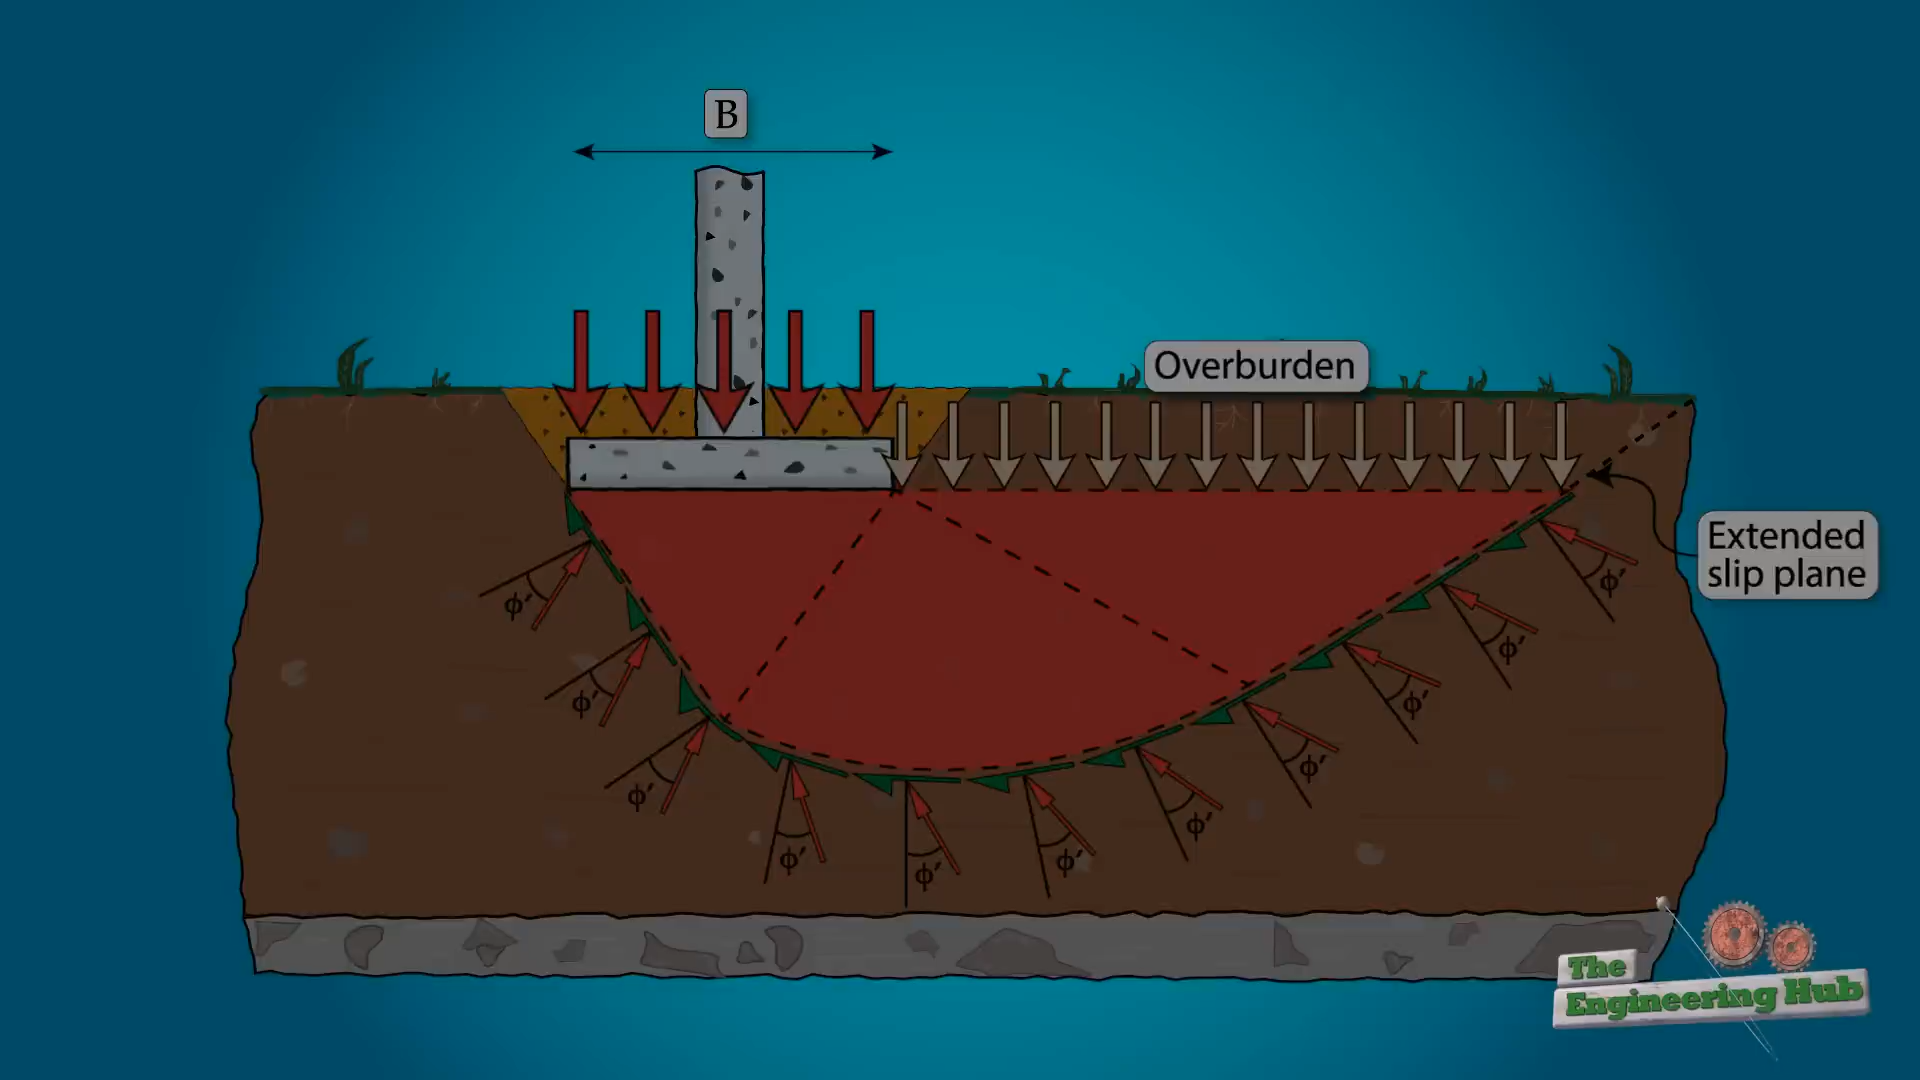 B
Overburden
Extended
slip plane
ϕ′
ϕ′
ϕ′
ϕ′
ϕ′
ϕ′
ϕ′
ϕ′
ϕ′
ϕ′
ϕ′
The
Engineering Hub